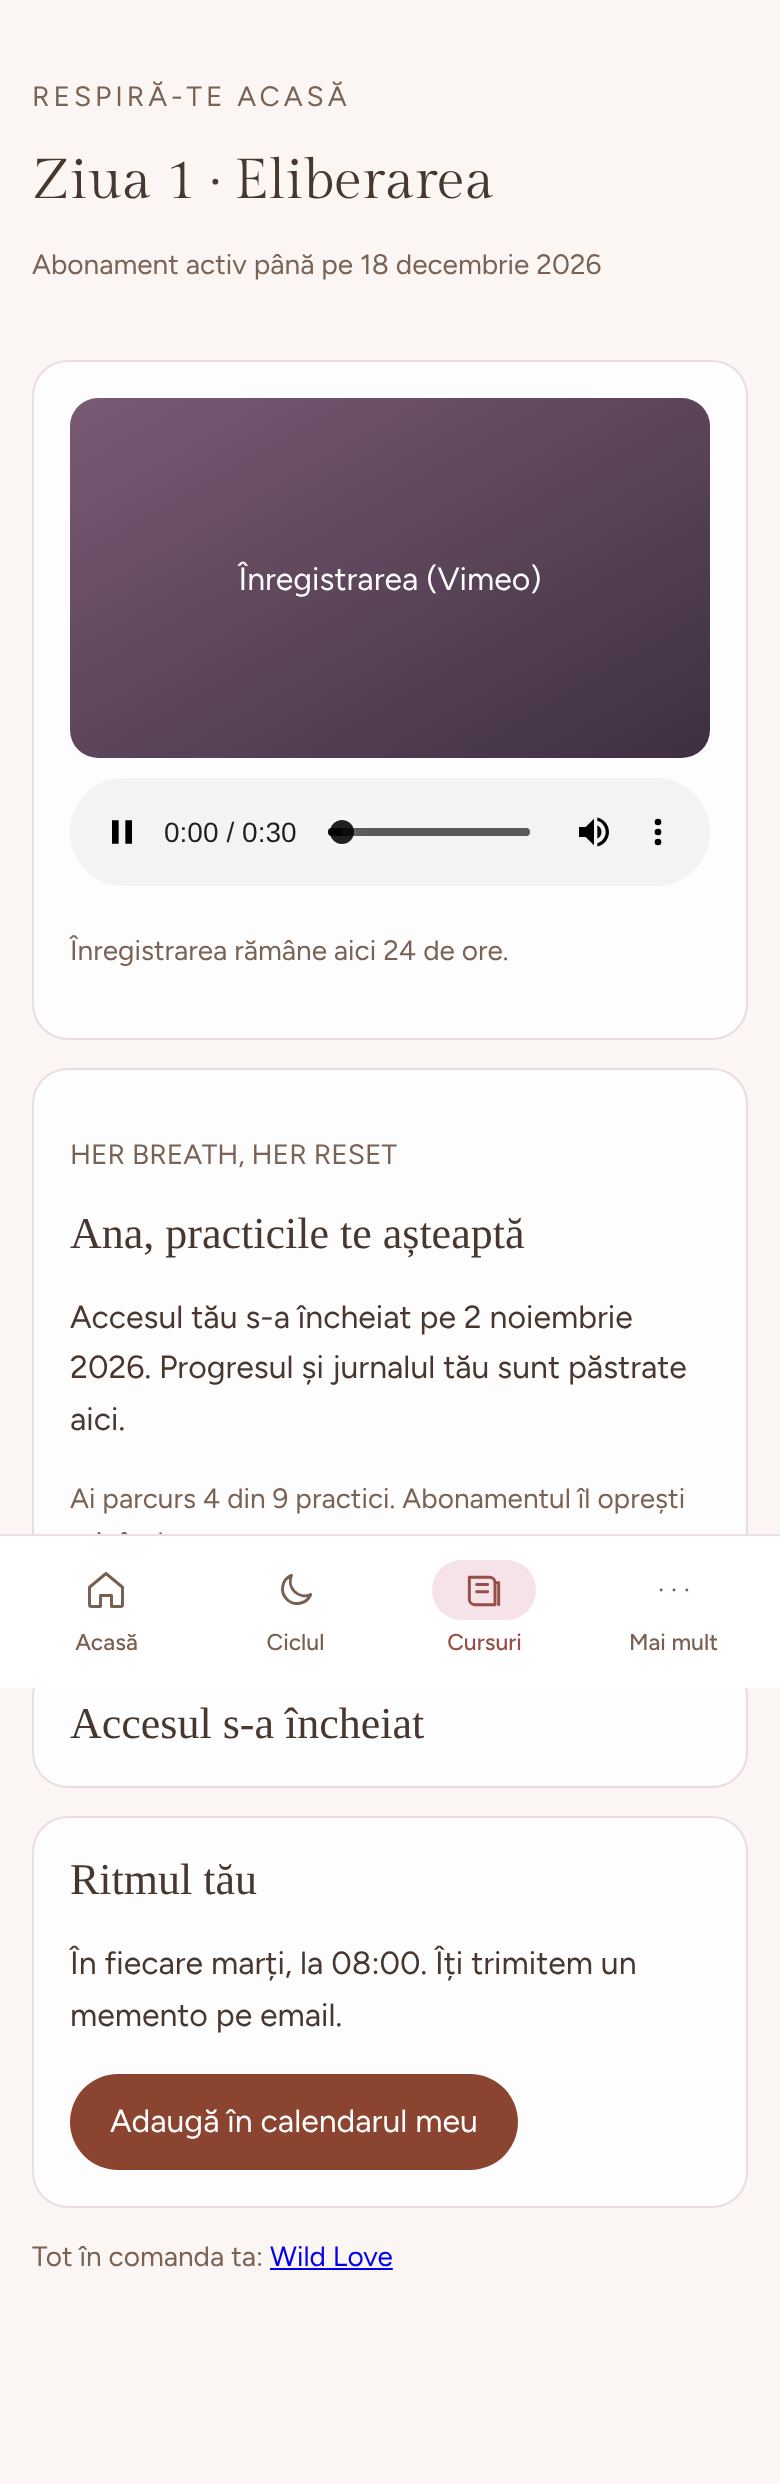 RESPIRĂ-TE ACASĂ
Ziua 1 · Eliberarea
Abonament activ până pe 18 decembrie 2026
Înregistrarea (Vimeo)
0:00 / 0:30
Înregistrarea rămâne aici 24 de ore.
HER BREATH, HER RESET
Ana, practicile te așteaptă
Accesul tău s-a încheiat pe 2 noiembrie
2026. Progresul și jurnalul tău sunt păstrate
aici.
Ai parcurs 4 din 9 practici. Abonamentul îl oprești
Acasă
Ciclul
Cursuri
Mai mult
Accesul s-a încheiat
Ritmul tău
În fiecare marți, la 08:00. Îți trimitem un
memento pe email.
Adaugă în calendarul meu
Tot în comanda ta: Wild Love